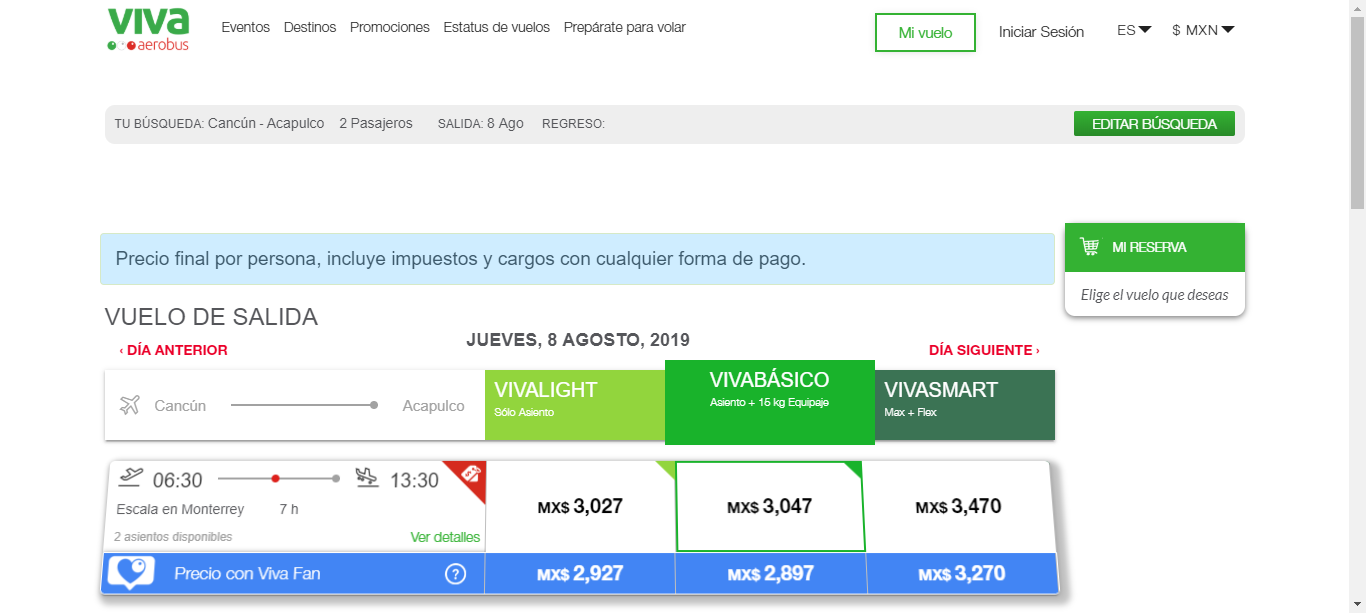 viva
aerobus
Eventos Destinos Promociones Estatus de vuelos Prepárate para volar
Mi vuelo Iniciar Sesión ES $ MXN
TU BÚSQUEDA: Cancún - Acapulco 2 Pasajeros SALIDA: 8 Ago REGRESO: EDITAR BÚSQUEDA
Precio final por persona, incluye impuestos y cargos con cualquier forma de pago.
MI RESERVA
Elige el vuelo que deseas
VUELO DE SALIDA
JUEVES, 8 AGOSTO, 2019
‹ DÍA ANTERIOR DÍA SIGUIENTE ›
Cancún Acapulco
VIVALIGHT
Sólo Asiento
VIVABÁSICO
Asiento + 15 kg Equipaje
VIVASMART
Max + Flex
06:30 13:30
Escala en Monterrey 7 h
2 asientos disponibles Ver detalles
MX$ 3,027 MX$ 3,047 MX$ 3,470
Precio con Viva Fan ? MX$ 2,927 MX$ 2,897 MX$ 3,270